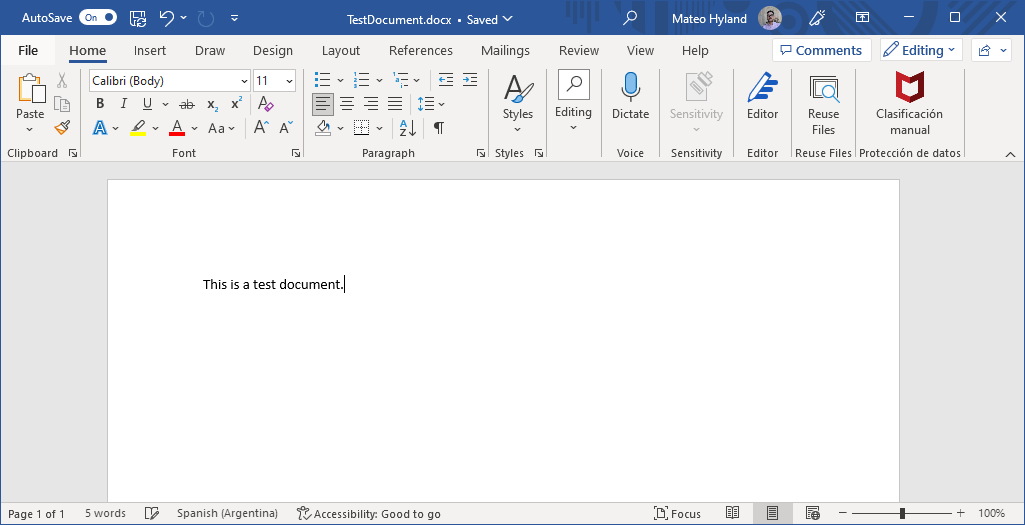 AutoSave On TestDocument.docx • Saved Mateo Hyland
File Home Insert Draw Design Layout References Mailings Review View Help Comments Editing
Calibri (Body) 11
B I U ab x₂ x²
A A Aa A A A Z ¶
Paste Styles Editing Dictate Sensitivity Editor Reuse Files Clasificación manual
Clipboard Font Paragraph Styles Voice Sensitivity Editor Reuse Files Protección de datos
This is a test document.
Page 1 of 1 5 words Spanish (Argentina) Accessibility: Good to go Focus 100%